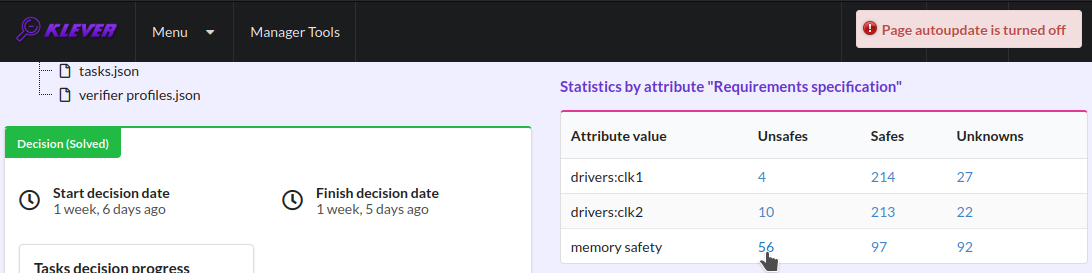 KLEVER Menu Manager Tools Page autoupdate is turned off
tasks.json
verifier profiles.json
Decision (Solved)
Start decision date
1 week, 6 days ago
Finish decision date
1 week, 5 days ago
Tasks decision progress
Statistics by attribute "Requirements specification"
Attribute value Unsafes Safes Unknowns
drivers:clk1 4 214 27
drivers:clk2 10 213 22
memory safety 56 97 92